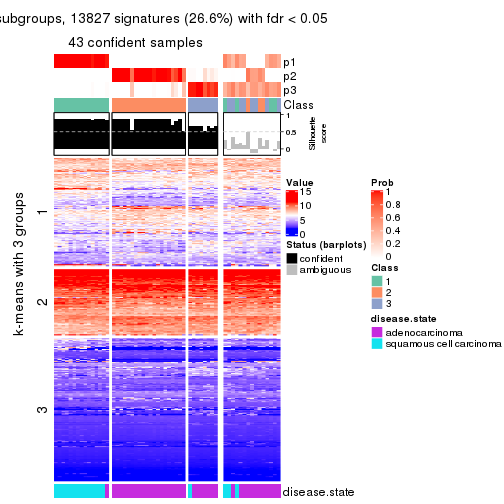 subgroups, 13827 signatures (26.6%) with fdr < 0.05
43 confident samples
p1
p2
p3
Class
1
0.5
0
Silhouette
score
k-means with 3 groups
1
2
3
Value
15
10
5
0
Status (barplots)
confident
ambiguous
Prob
1
0.8
0.6
0.4
0.2
0
Class
1
2
3
disease.state
adenocarcinoma
squamous cell carcinoma
disease.state